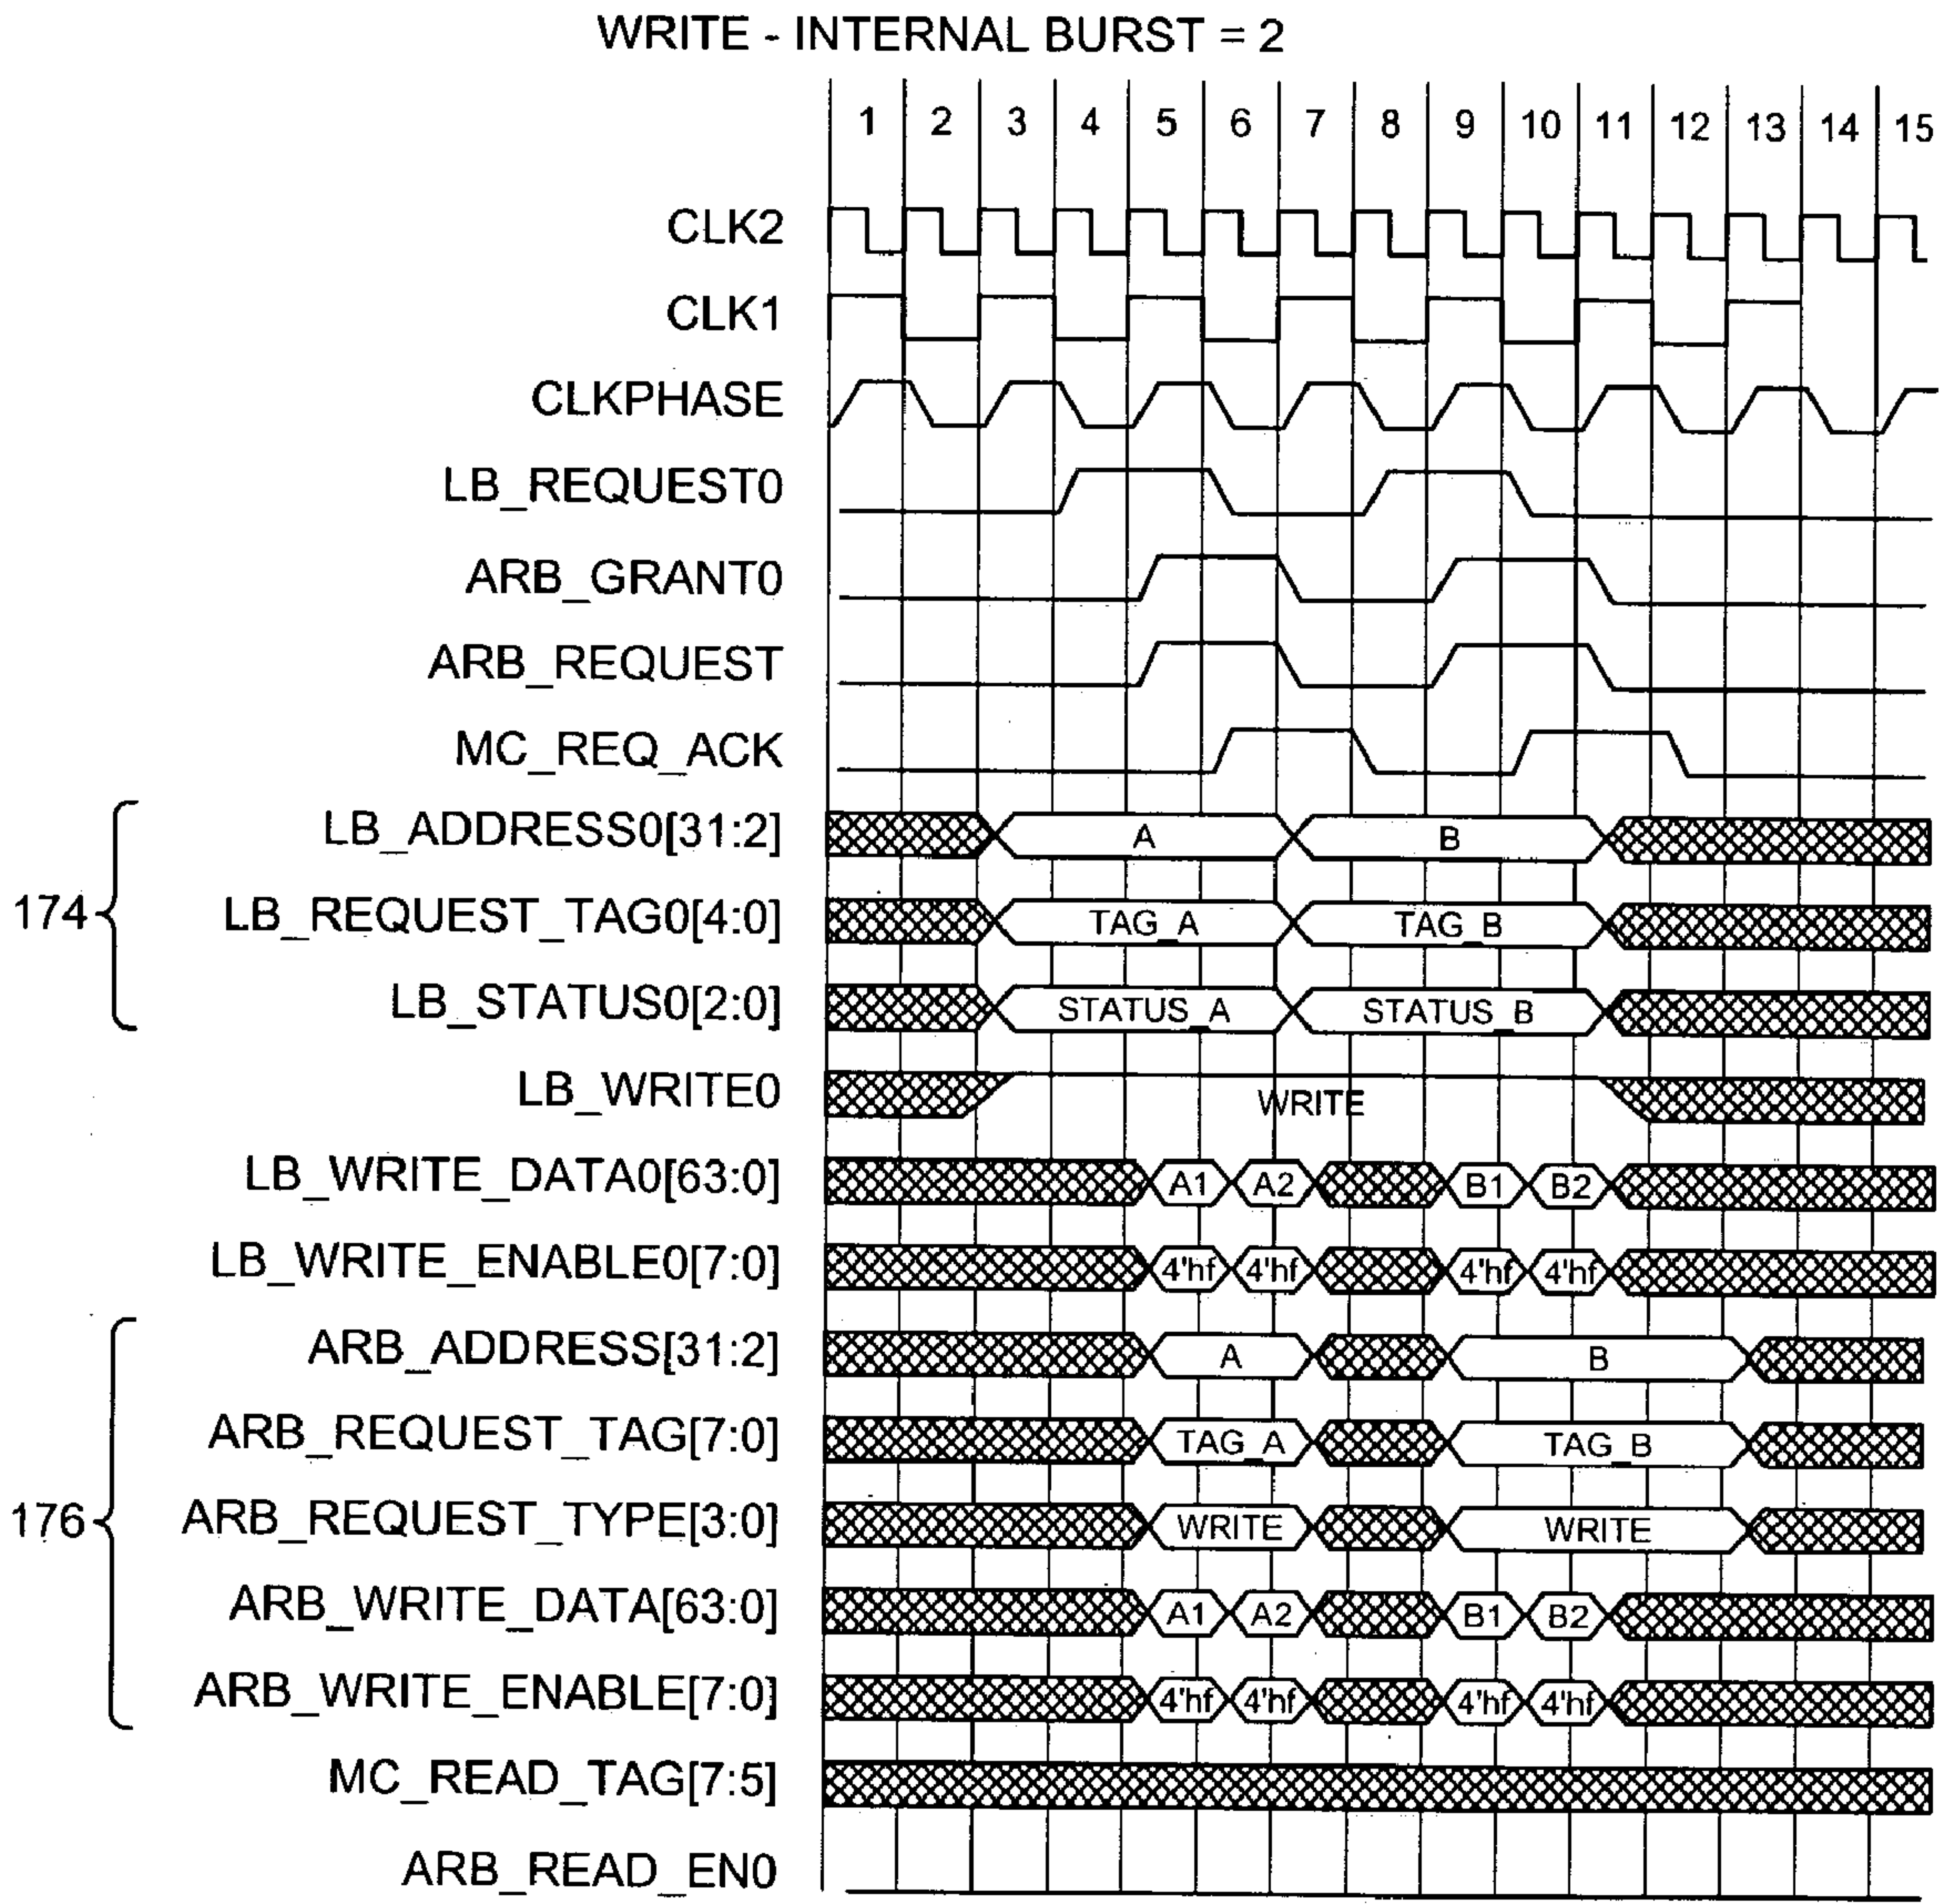 WRITE - INTERNAL BURST = 2
1 2 3 4 5 6 7 8 9 10 11 12 13 14 15
CLK2
CLK1
CLKPHASE
LB_REQUEST0
ARB_GRANT0
ARB_REQUEST
MC_REQ_ACK
LB_ADDRESS0[31:2] A B
174 LB_REQUEST_TAG0[4:0] TAG_A TAG_B
LB_STATUS0[2:0] STATUS_A STATUS_B
LB_WRITE0 WRITE
LB_WRITE_DATA0[63:0] A1 A2 B1 B2
LB_WRITE_ENABLE0[7:0] 4'hf 4'hf 4'hf 4'hf
ARB_ADDRESS[31:2] A B
ARB_REQUEST_TAG[7:0] TAG_A TAG_B
176 ARB_REQUEST_TYPE[3:0] WRITE WRITE
ARB_WRITE_DATA[63:0] A1 A2 B1 B2
ARB_WRITE_ENABLE[7:0] 4'hf 4'hf 4'hf 4'hf
MC_READ_TAG[7:5]
ARB_READ_EN0